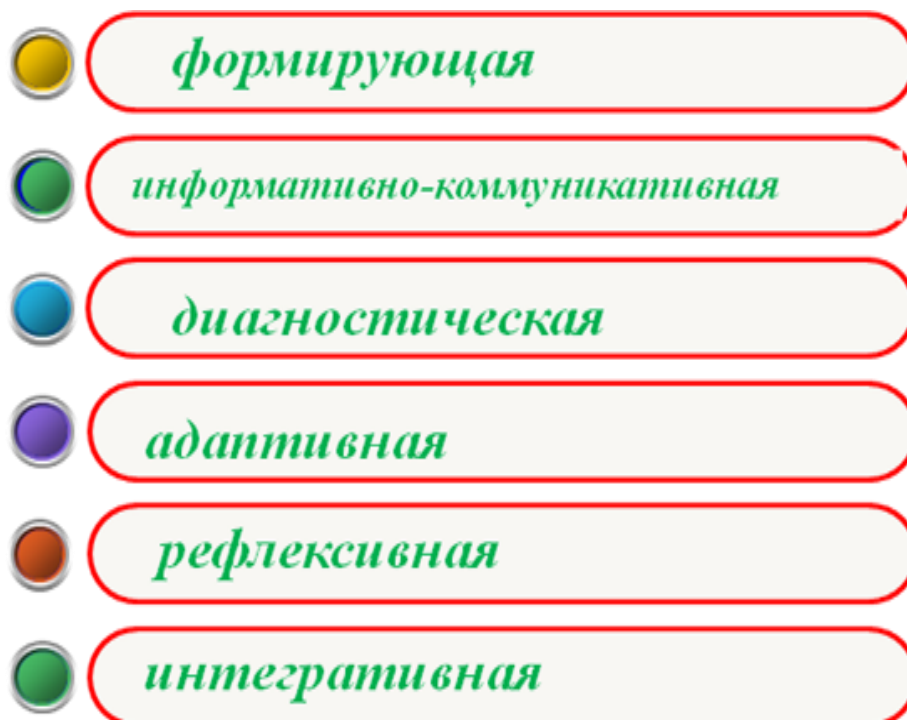 формирующая
информативно-коммуникативная
диагностическая
адаптивная
рефлексивная
интегративная